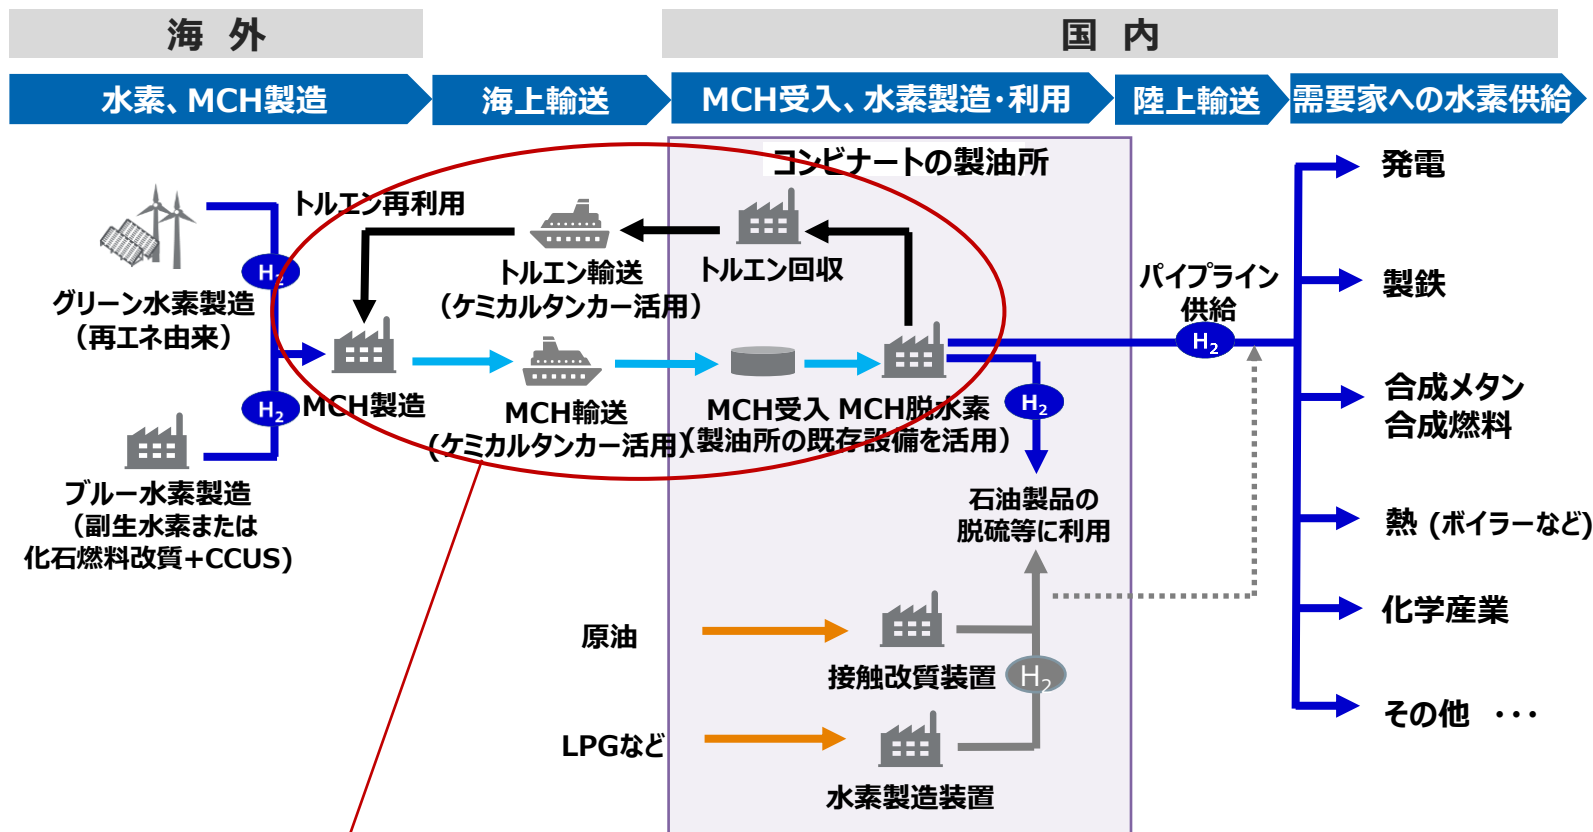 海 外
国 内
水素、MCH製造
海上輸送
MCH受入、水素製造・利用
陸上輸送
需要家への水素供給
コンビナートの製油所
トルエン再利用
H2
グリーン水素製造
（再エネ由来）
トルエン輸送
（ケミカルタンカー活用）
トルエン回収
MCH製造
H2
MCH輸送
(ケミカルタンカー活用)
MCH受入
MCH脱水素
（製油所の既存設備を活用）
H2
パイプライン
供給
H2
ブルー水素製造
（副生水素または
化石燃料改質+CCUS)
石油製品の
脱硫等に利用
原油
接触改質装置
H2
LPGなど
水素製造装置
発電
製鉄
合成メタン
合成燃料
熱 (ボイラーなど)
化学産業
その他 ・・・